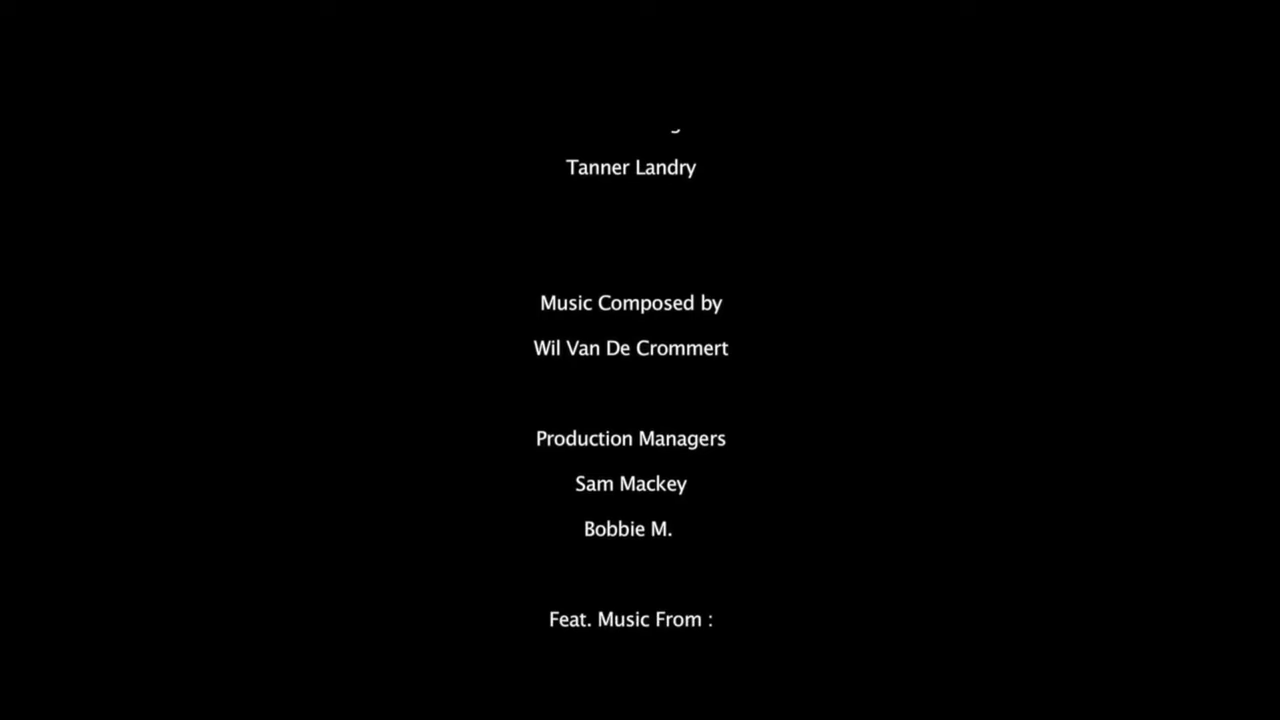 Tanner Landry
Music Composed by
Wil Van De Crommert
Production Managers
Sam Mackey
Bobbie M.
Feat. Music From :